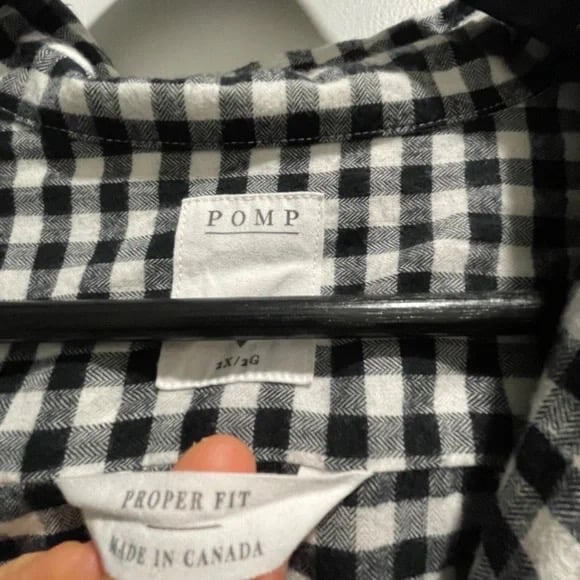 POMP
2X/2G
PROPER FIT
MADE IN CANADA